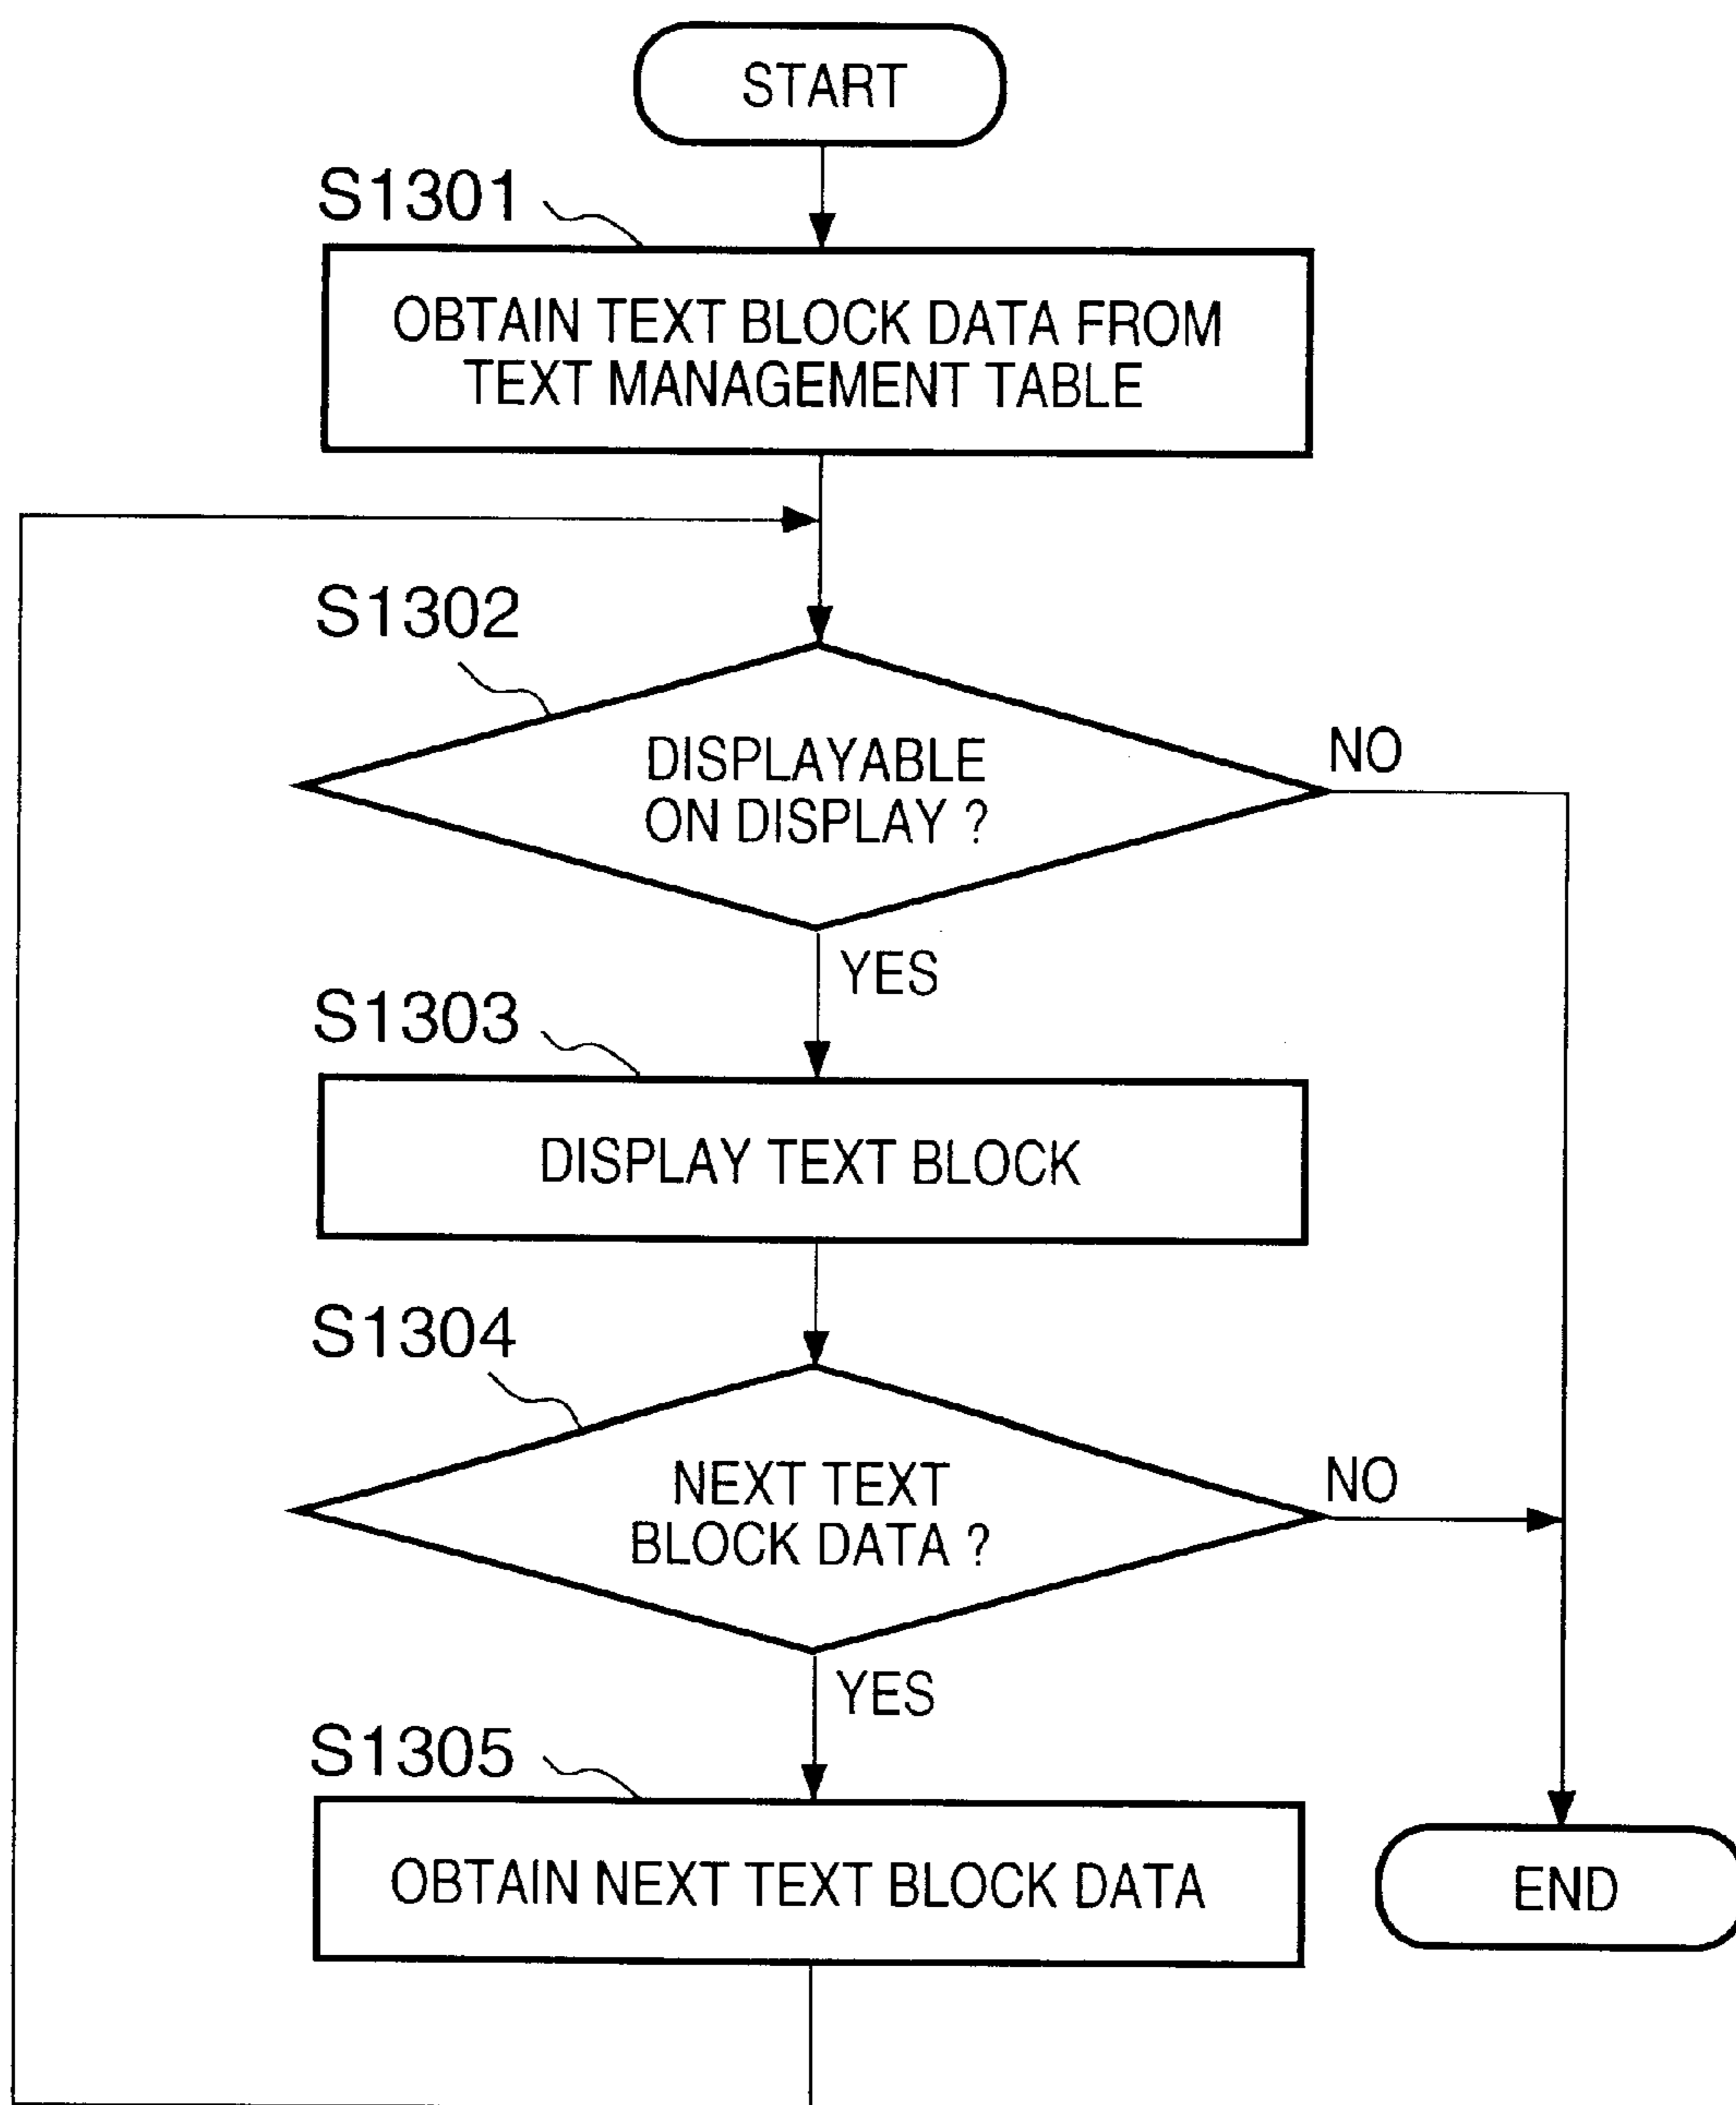 START
S1301
OBTAIN TEXT BLOCK DATA FROM
TEXT MANAGEMENT TABLE
S1302
DISPLAYABLE
ON DISPLAY ?
NO
YES
S1303
DISPLAY TEXT BLOCK
S1304
NEXT TEXT
BLOCK DATA ?
NO
YES
S1305
OBTAIN NEXT TEXT BLOCK DATA
END